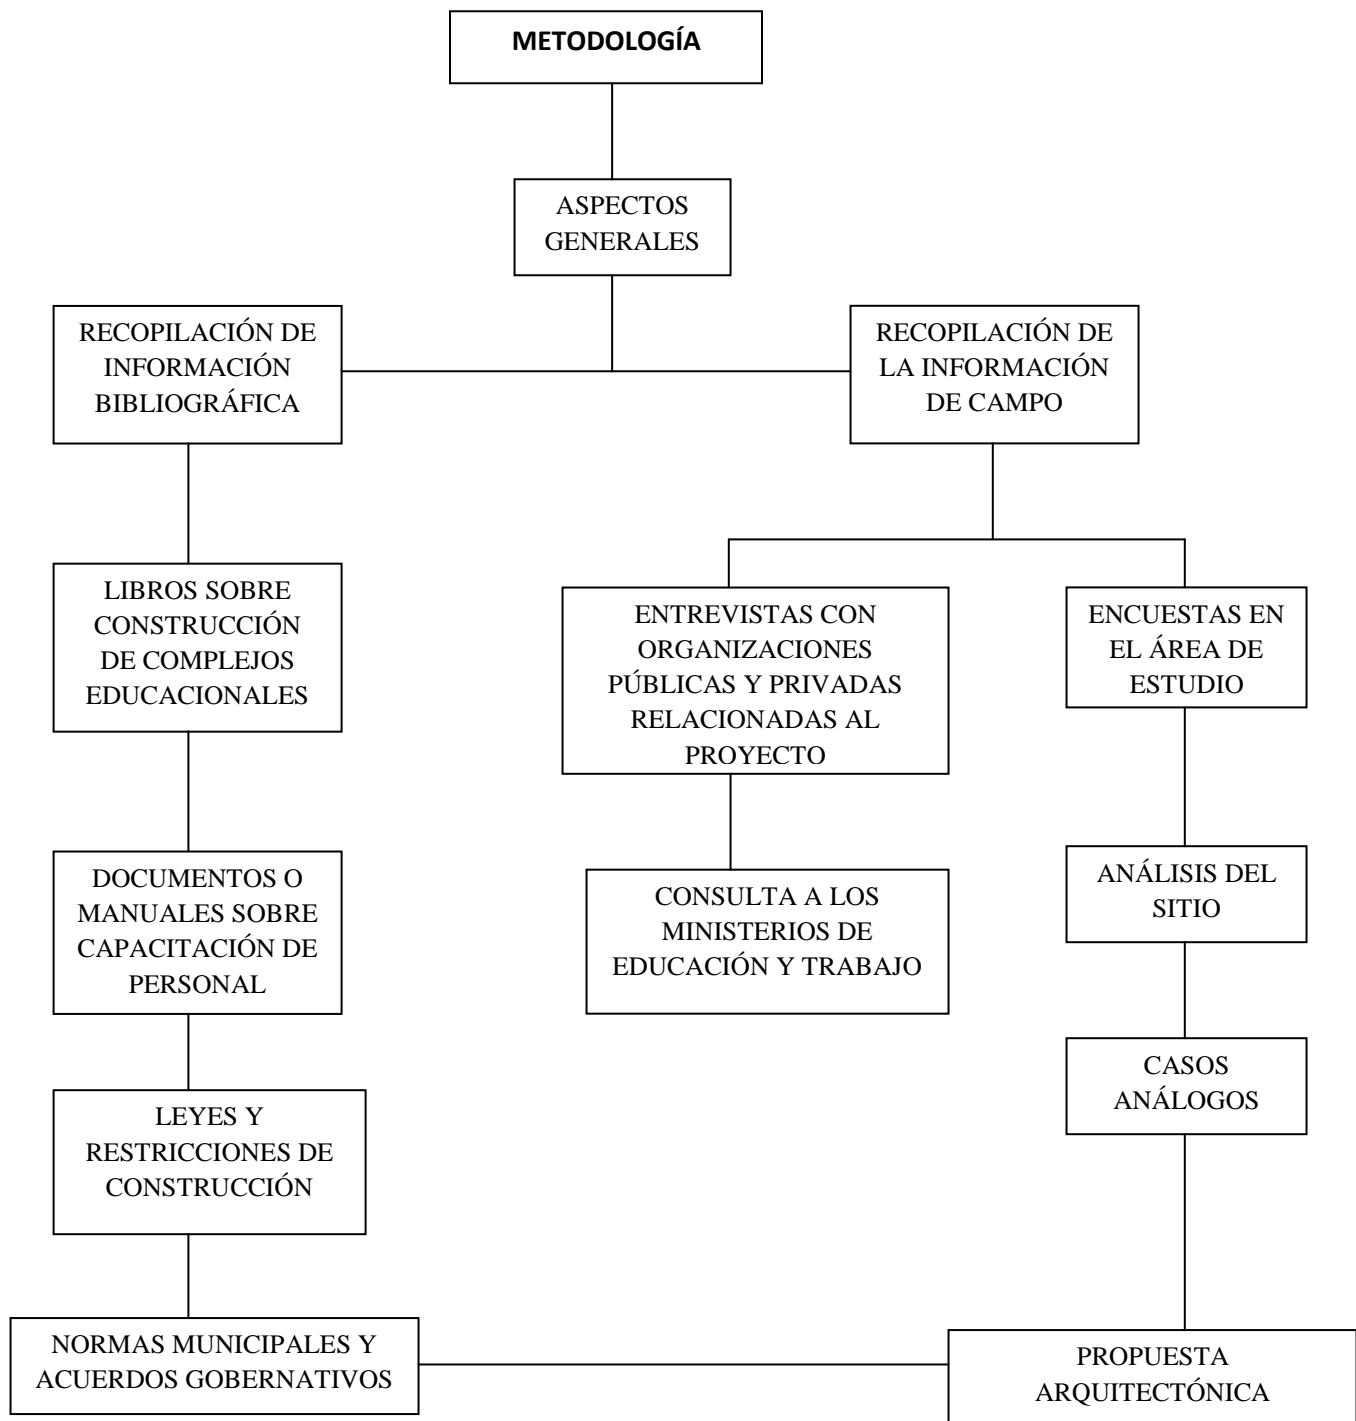 METODOLOGÍA
ASPECTOS
GENERALES
RECOPILACIÓN DE
INFORMACIÓN
BIBLIOGRÁFICA
RECOPILACIÓN DE
LA INFORMACIÓN
DE CAMPO
LIBROS SOBRE
CONSTRUCCIÓN
DE COMPLEJOS
EDUCACIONALES
ENTREVISTAS CON
ORGANIZACIONES
PÚBLICAS Y PRIVADAS
RELACIONADAS AL
PROYECTO
ENCUESTAS EN
EL ÁREA DE
ESTUDIO
DOCUMENTOS O
MANUALES SOBRE
CAPACITACIÓN DE
PERSONAL
CONSULTA A LOS
MINISTERIOS DE
EDUCACIÓN Y TRABAJO
ANÁLISIS DEL
SITIO
CASOS
ANÁLOGOS
LEYES Y
RESTRICCIONES DE
CONSTRUCCIÓN
NORMAS MUNICIPALES Y
ACUERDOS GOBERNATIVOS
PROPUESTA
ARQUITECTÓNICA